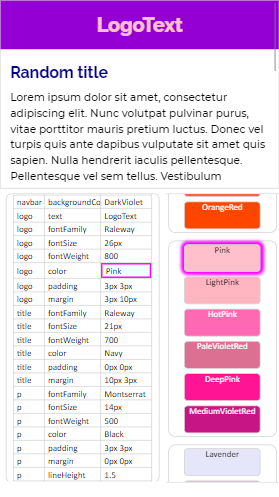 LogoText
Random title
Lorem ipsum dolor sit amet, consectetur
adipiscing elit. Nunc volutpat pulvinar purus,
vitae porttitor mauris pretium luctus. Donec vel
turpis quis ante dapibus vulputate sit amet quis
sapien. Nulla hendrerit iaculis pellentesque.
Pellentesque vel sem tellus. Vestibulum
navbar backgroundCo DarkViolet
logo text LogoText
logo fontFamily Raleway
logo fontSize 26px
logo fontWeight 800
logo color Pink
logo padding 3px 3px
logo margin 3px 10px
title fontFamily Raleway
title fontSize 21px
title fontWeight 700
title color Navy
title padding 0px 0px
title margin 10px 3px
p fontFamily Montserrat
p fontSize 14px
p fontWeight 500
p color Black
p padding 3px 3px
p margin 0px 0px
p lineHeight 1.5
OrangeRed
Pink
LightPink
HotPink
PaleVioletRed
DeepPink
MediumVioletRed
Lavender